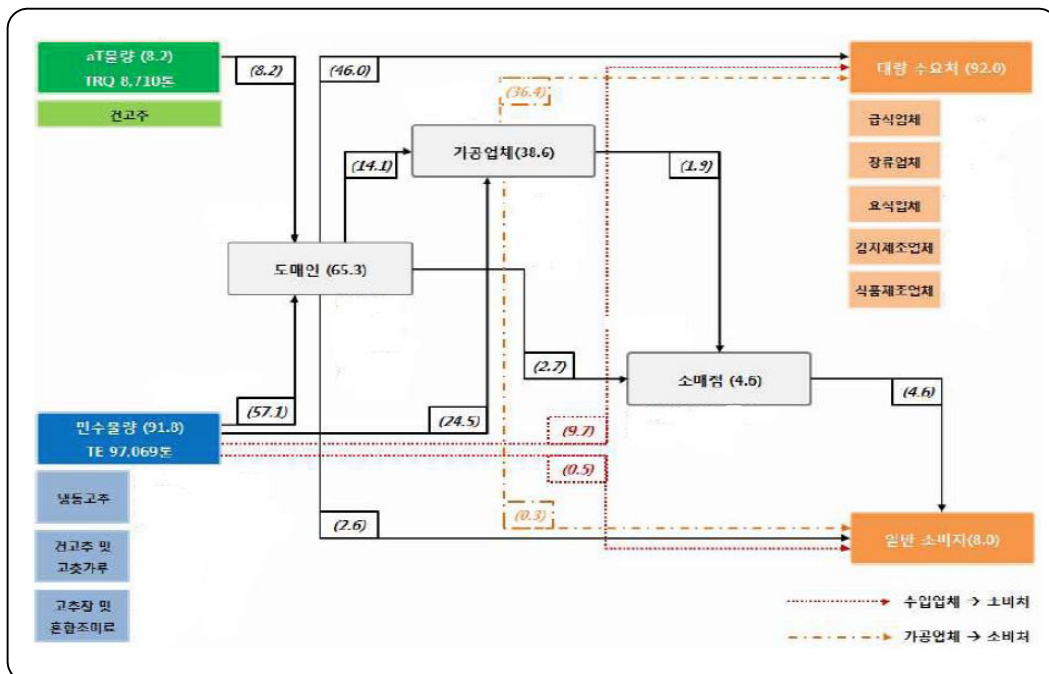 aT물량 (8.2)
TRQ 8,710톤
건고추
(8.2)
(46.0)
(36.4)
대량 수요처 (92.0)
급식업체
장류업체
요식업체
김치제조업체
식품제조업체
가공업체(38.6)
(14.1)
(1.9)
도매인 (65.3)
(2.7)
소매점 (4.6)
(4.6)
(57.1)
(24.5)
(9.7)
(0.5)
민수물량 (91.8)
TE 97,069톤
냉동고추
건고추 및
고춧가루
고추장 및
혼합조미료
(2.6)
(0.3)
일반 소비자(8.0)
수입업체 → 소비처
가공업체 → 소비처